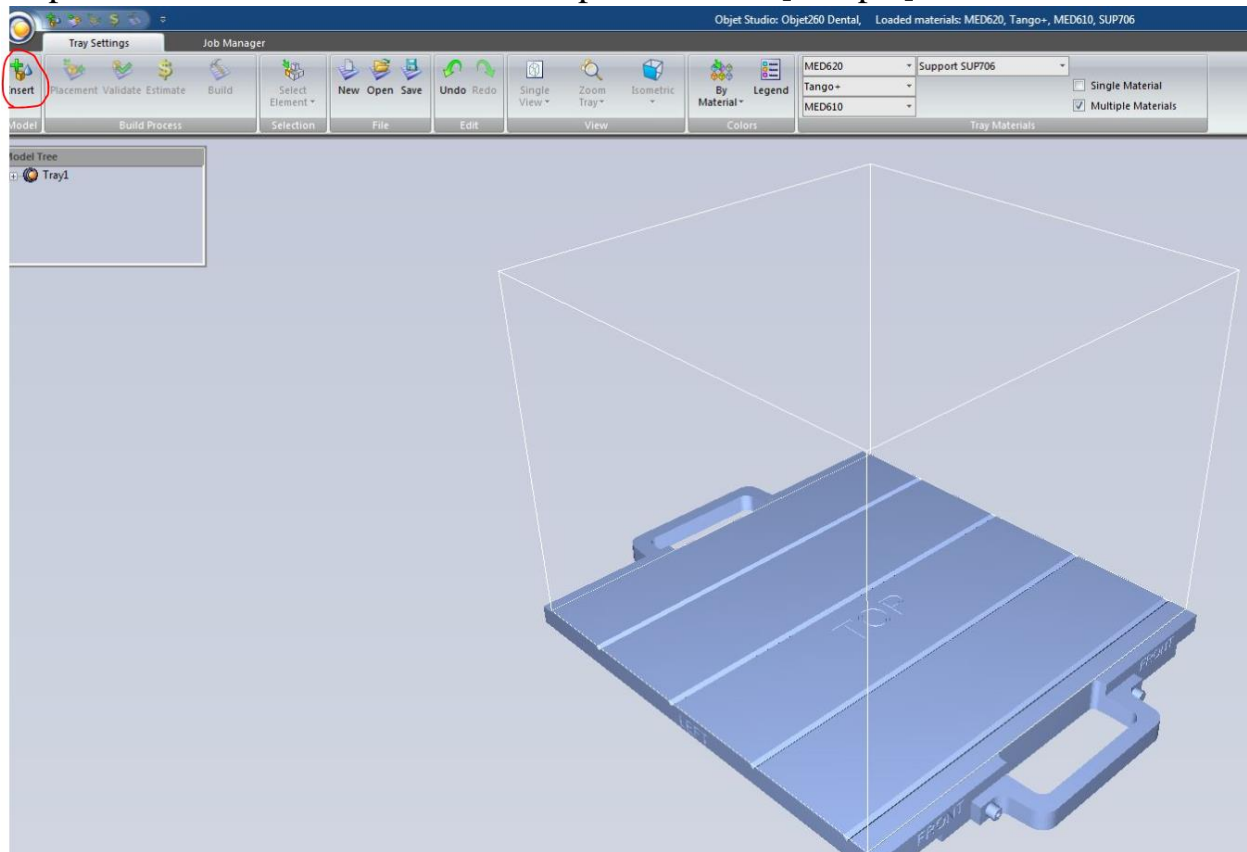 Objet Studio: Objet260 Dental, Loaded materials: MED620, Tango+, MED610, SUP706
Tray Settings Job Manager
Insert Placement Validate Estimate Build Select Element New Open Save Undo Redo Single View Zoom Tray Isometric By Material Legend
MED620 Support SUP706
Tango+ Single Material
MED610 Multiple Materials
Model Build Process Selection File Edit View Colors Tray Materials
Model Tree
Tray1
TOP
LEFT
FRONT
FRONT